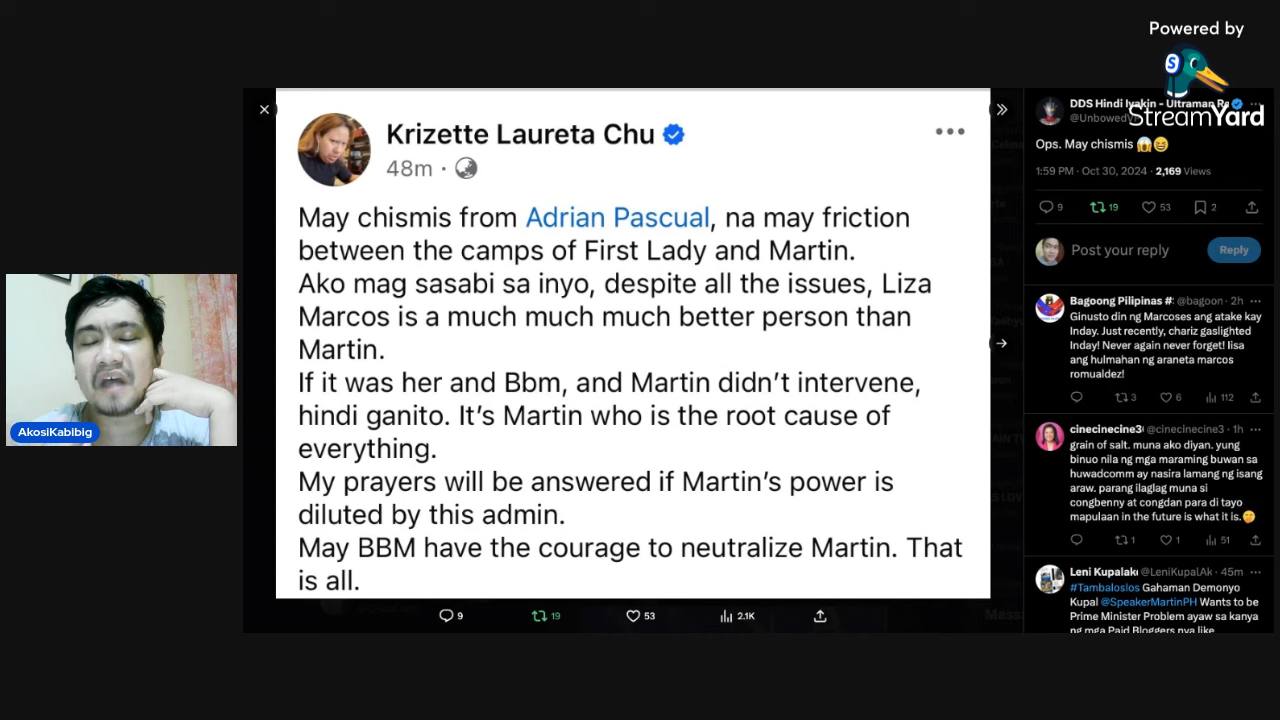 Powered by
StreamYard
Krizette Laureta Chu
48m ·
May chismis from Adrian Pascual, na may friction
between the camps of First Lady and Martin.
Ako mag sasabi sa inyo, despite all the issues, Liza
Marcos is a much much much better person than
Martin.
If it was her and Bbm, and Martin didn't intervene,
hindi ganito. It's Martin who is the root cause of
everything.
My prayers will be answered if Martin's power is
diluted by this admin.
May BBM have the courage to neutralize Martin. That
is all.
9 19 53 2.1K
AkosiKabibig
DDS Hindi Iyakin - Ultraman Re
Ops. May chismis
1:59 PM · Oct 30, 2024 · 2,169 Views
9 19 53 2
Post your reply Reply
Bagoong Pilipinas # @bagoon · 2h
Ginusto din ng Marcoses ang atake kay
Inday. Just recently, chariz gaslighted
Inday! Never again never forget! Iisa
ang hulmahan ng araneta marcos
romualdez!
3 6 112
cinecinecine3 @cinecinecine3 · 1h
grain of salt. muna ako diyan. yung
binuo nila ng mga maraming buwan sa
huwadcomm ay nasira lamang ng isang
araw. parang ilaglag muna si
congbenny at congdan para di tayo
mapulaan in the future is what it is.
1 1 51
Leni Kupalak @LeniKupalAk · 45m
#Tambaloslos Gahaman Demonyo
Kupal @SpeakerMartinPH Wants to be
Prime Minister Problem ayaw sa kanya
ng mga Paid Bloggers nya like